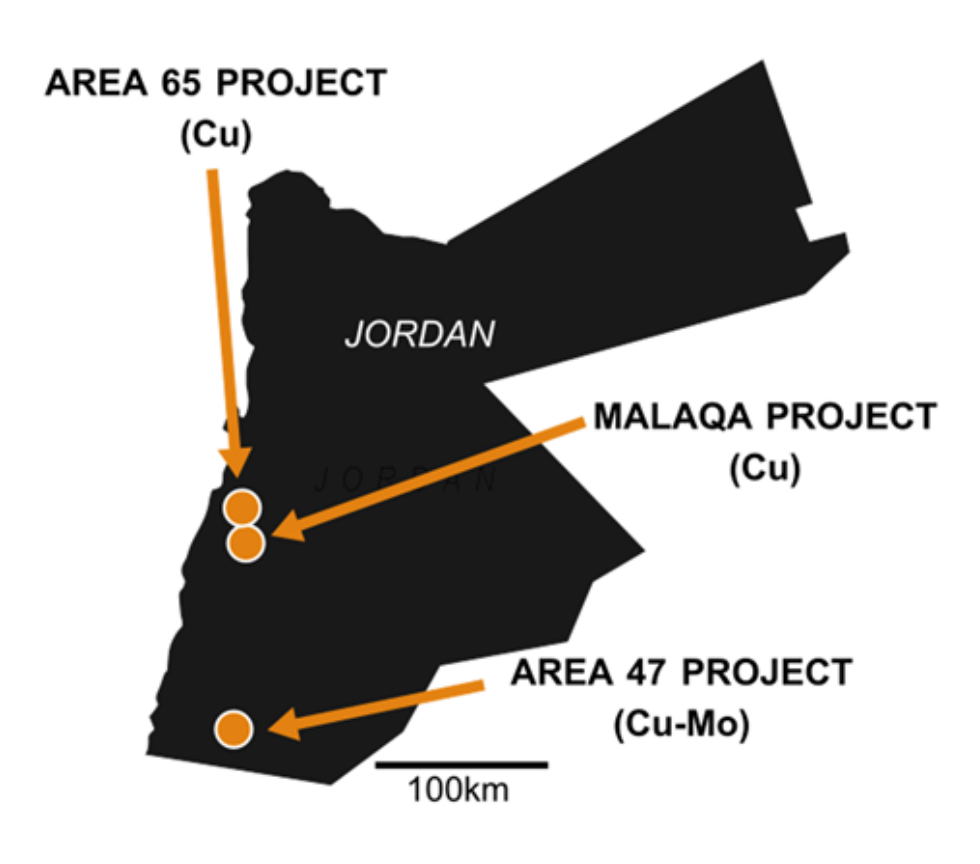 AREA 65 PROJECT
(Cu)
JORDAN
MALAQA PROJECT
(Cu)
JORDAN
AREA 47 PROJECT
(Cu-Mo)
100km